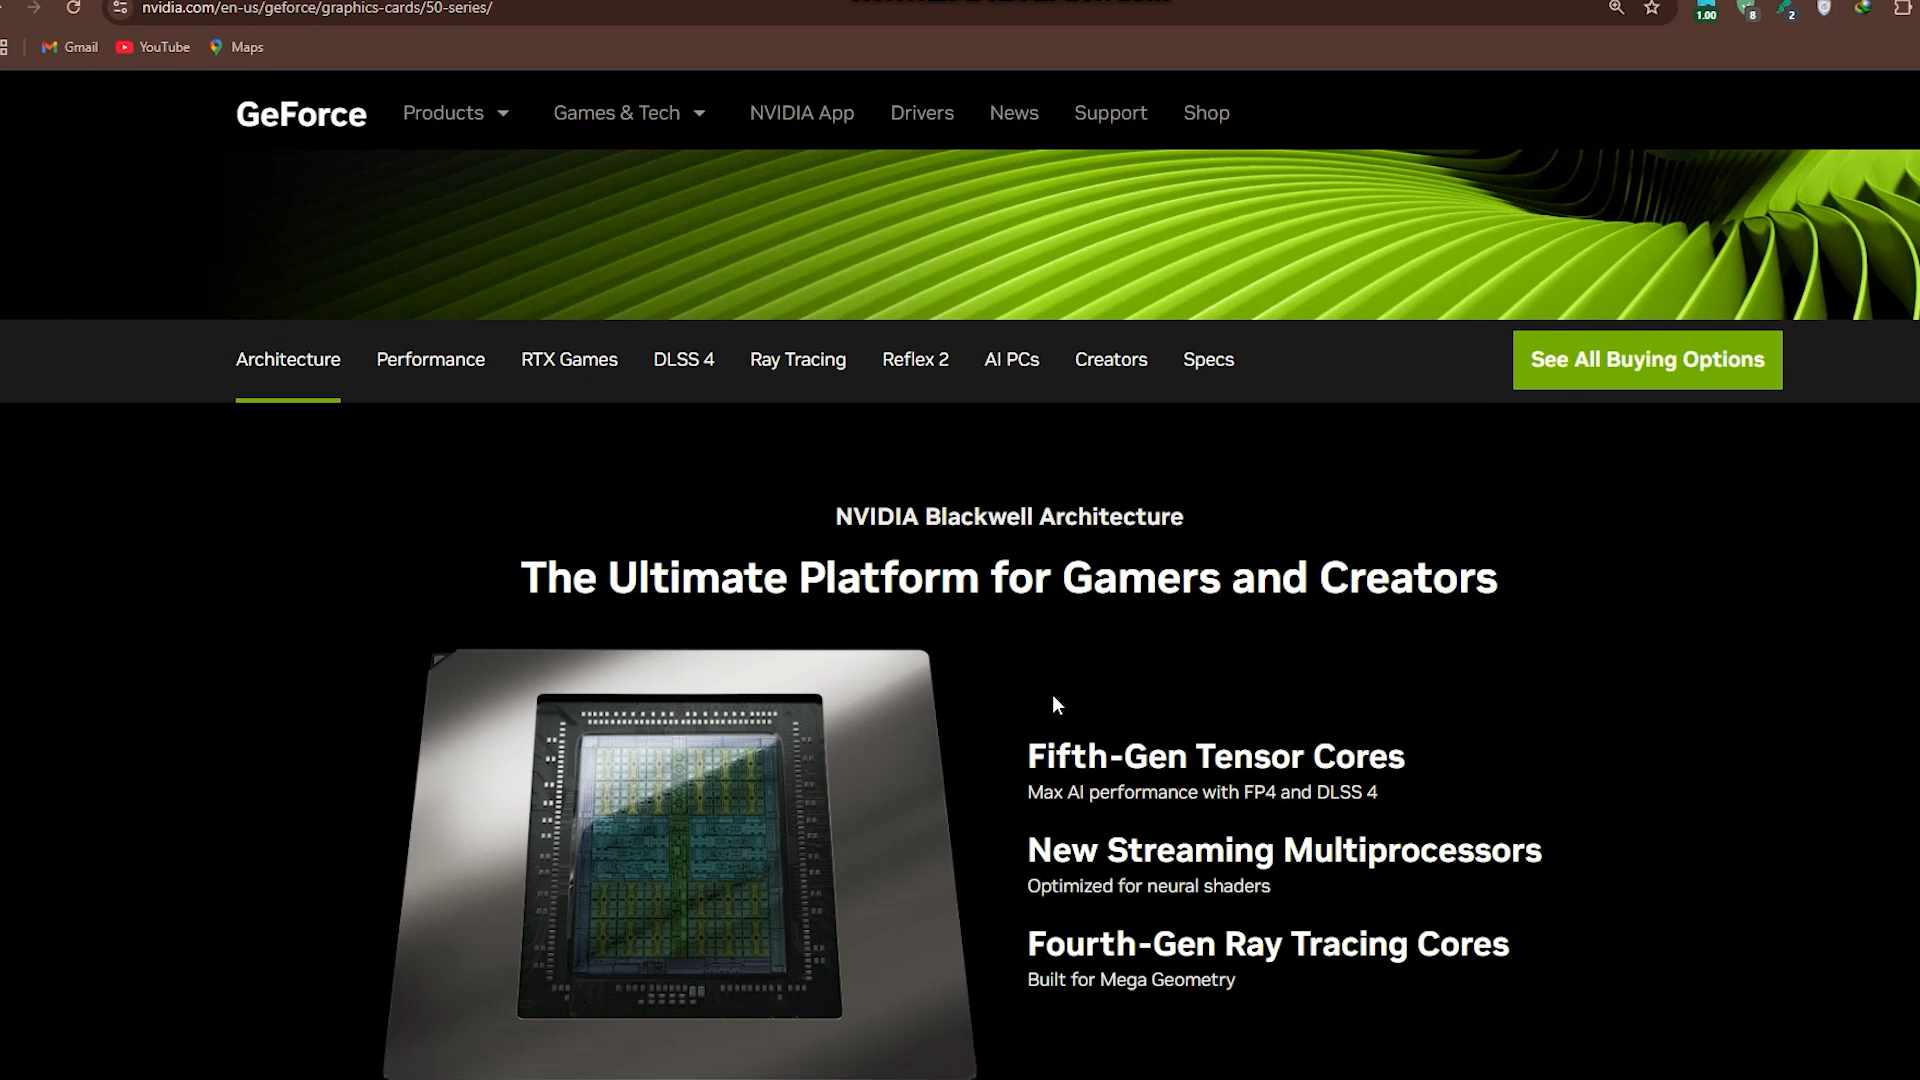 nvidia.com/en-us/geforce/graphics-cards/50-series/
1.00 8 2
Gmail YouTube Maps
GeForce Products Games & Tech NVIDIA App Drivers News Support Shop
Architecture Performance RTX Games DLSS 4 Ray Tracing Reflex 2 AI PCs Creators Specs See All Buying Options
NVIDIA Blackwell Architecture
The Ultimate Platform for Gamers and Creators
Fifth-Gen Tensor Cores
Max AI performance with FP4 and DLSS 4
New Streaming Multiprocessors
Optimized for neural shaders
Fourth-Gen Ray Tracing Cores
Built for Mega Geometry